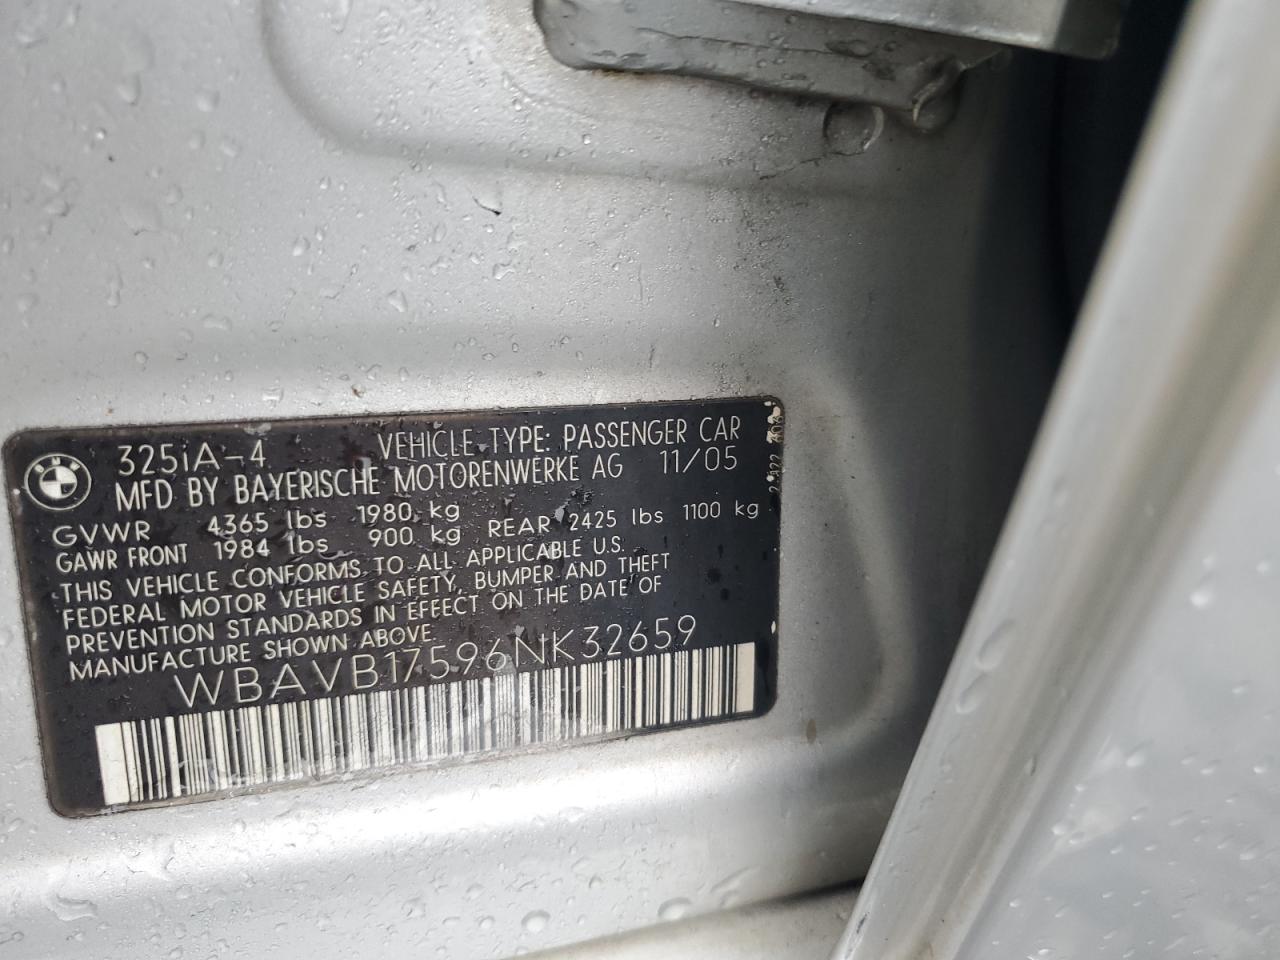 BMW
325iA-4 VEHICLE TYPE: PASSENGER CAR
MFD BY BAYERISCHE MOTORENWERKE AG 11/05
GVWR 4365 lbs 1980 kg
GAWR FRONT 1984 lbs 900 kg REAR 2425 lbs 1100 kg
THIS VEHICLE CONFORMS TO ALL APPLICABLE U.S.
FEDERAL MOTOR VEHICLE SAFETY, BUMPER AND THEFT
PREVENTION STANDARDS IN EFFECT ON THE DATE OF
MANUFACTURE SHOWN ABOVE.
WBAVB17596NK32659